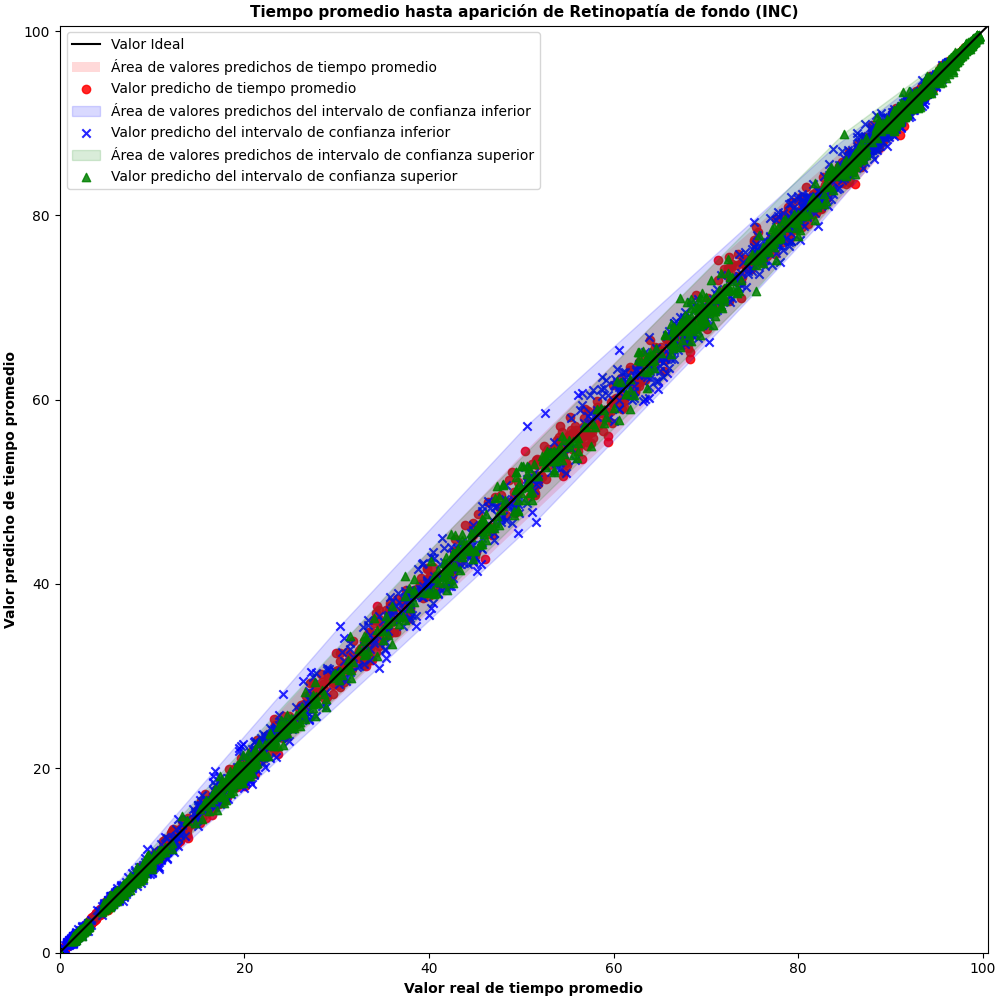 Tiempo promedio hasta aparición de Retinopatía de fondo (INC)
Valor Ideal
Área de valores predichos de tiempo promedio
Valor predicho de tiempo promedio
Área de valores predichos del intervalo de confianza inferior
Valor predicho del intervalo de confianza inferior
Área de valores predichos de intervalo de confianza superior
Valor predicho del intervalo de confianza superior
Valor predicho de tiempo promedio
100
80
60
40
20
0
0 20 40 60 80 100
Valor real de tiempo promedio